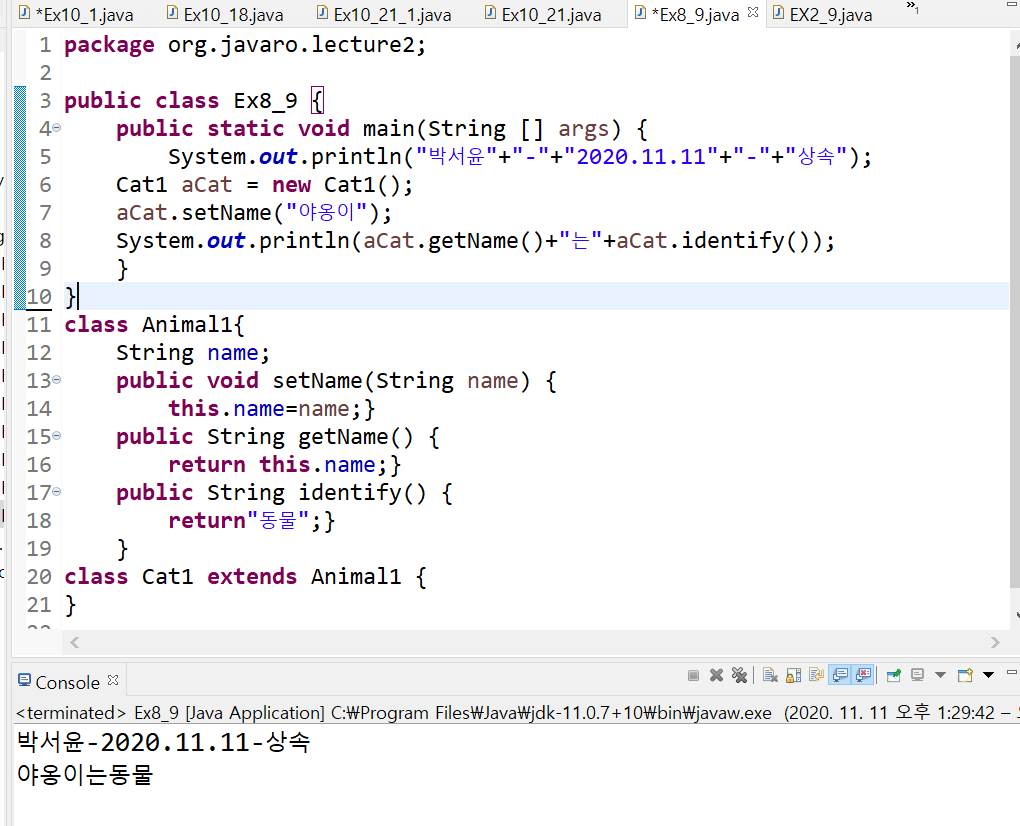 *Ex10_1.java Ex10_18.java Ex10_21_1.java Ex10_21.java *Ex8_9.java EX2_9.java »1
1 package org.javaro.lecture2;
2
3 public class Ex8_9 {
4 public static void main(String [] args) {
5 System.out.println("박서윤"+"-"+"2020.11.11"+"-"+"상속");
6 Cat1 aCat = new Cat1();
7 aCat.setName("야옹이");
8 System.out.println(aCat.getName()+"는"+aCat.identify());
9 }
10 }
11 class Animal1{
12 String name;
13 public void setName(String name) {
14 this.name=name;}
15 public String getName() {
16 return this.name;}
17 public String identify() {
18 return"동물";}
19 }
20 class Cat1 extends Animal1 {
21 }
Console
<terminated> Ex8_9 [Java Application] C:₩Program Files₩Java₩jdk-11.0.7+10₩bin₩javaw.exe (2020. 11. 11 오후 1:29:42 –
박서윤-2020.11.11-상속
야옹이는동물